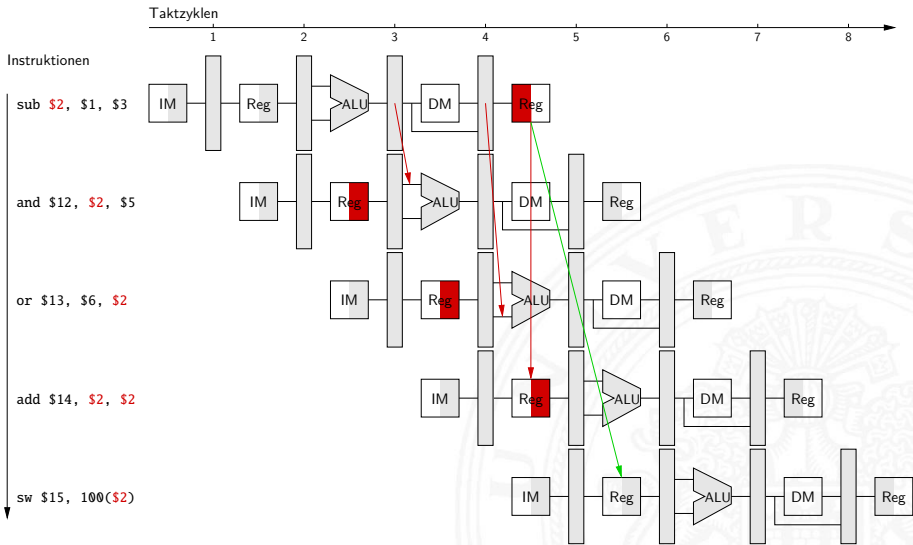 Taktzyklen
1 2 3 4 5 6 7 8
Instruktionen
sub $2, $1, $3
IM Reg ALU DM Reg
and $12, $2, $5
IM Reg ALU DM Reg
or $13, $6, $2
IM Reg ALU DM Reg
add $14, $2, $2
IM Reg ALU DM Reg
sw $15, 100($2)
IM Reg ALU DM Reg
U V E R S